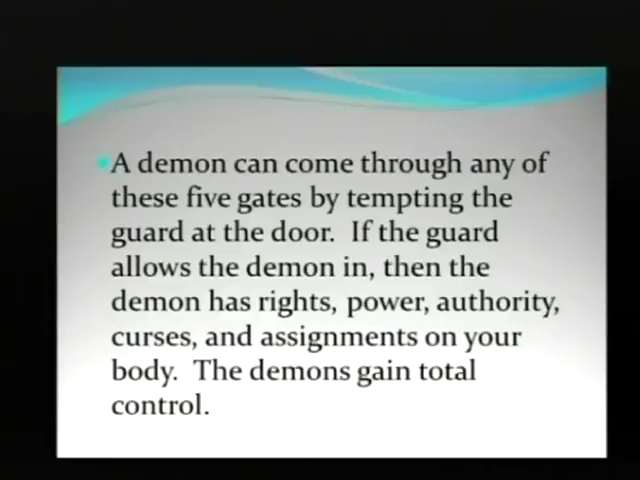 A demon can come through any of
these five gates by tempting the
guard at the door.  If the guard
allows the demon in, then the
demon has rights, power, authority,
curses, and assignments on your
body.  The demons gain total
control.